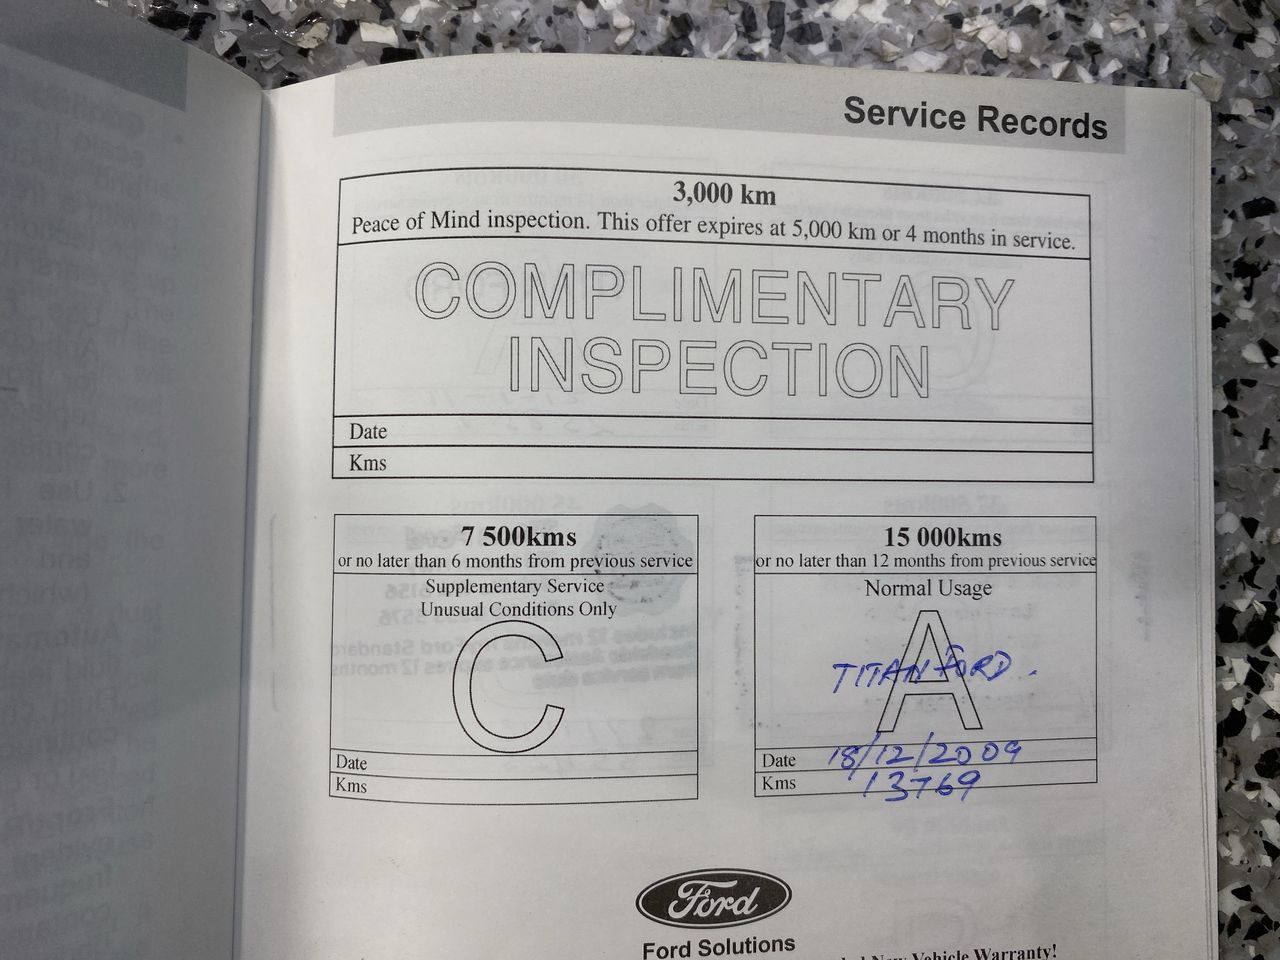 Service Records
3,000 km
Peace of Mind inspection. This offer expires at 5,000 km or 4 months in service.
COMPLIMENTARY
INSPECTION
Date
Kms
7 500kms
or no later than 6 months from previous service
Supplementary Service
Unusual Conditions Only
C
Date
Kms
15 000kms
or no later than 12 months from previous service
Normal Usage
A
TITAN FORD.
Date 18/12/2009
Kms 13769
Ford
Ford Solutions
New Vehicle Warranty!